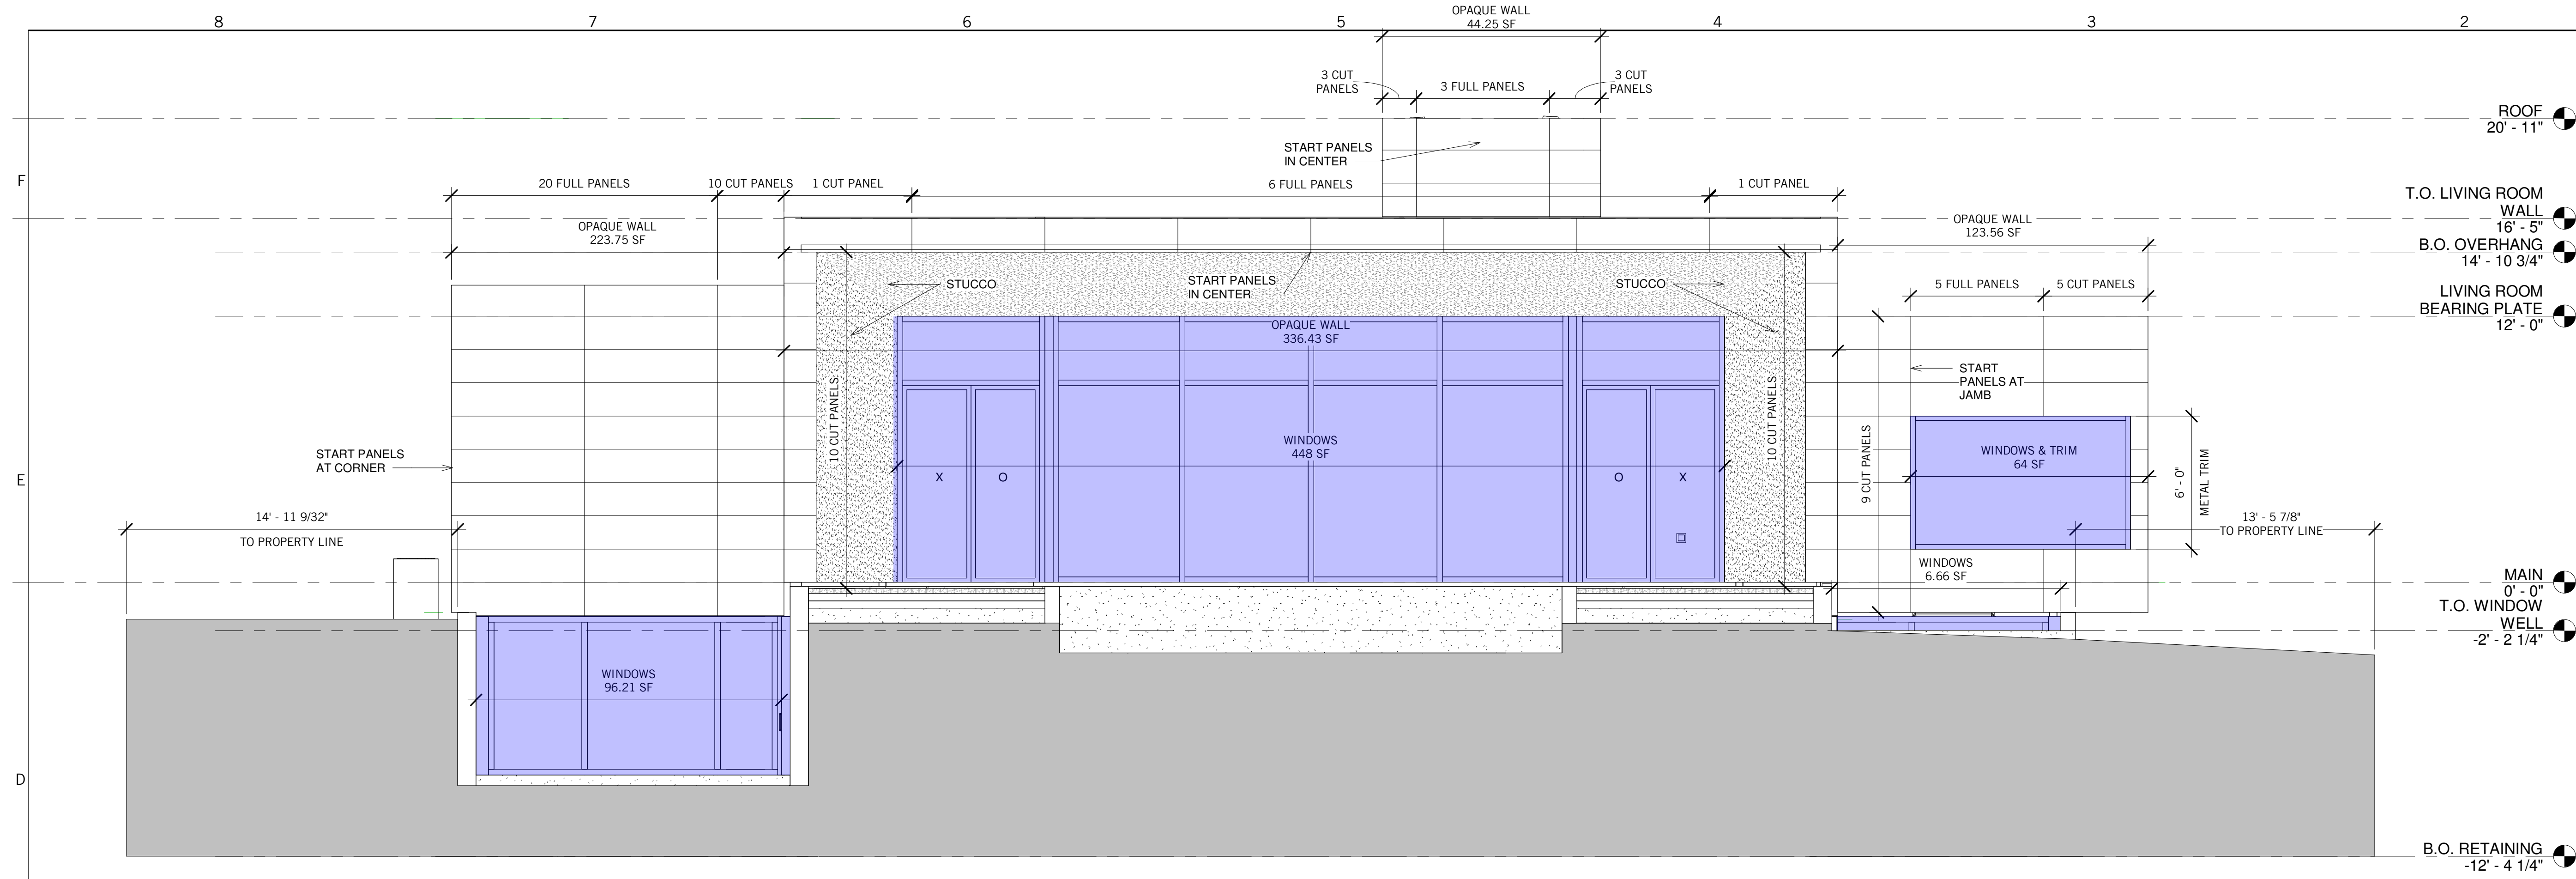 8
7
6
5
4
3
2
OPAQUE WALL
44.25 SF
3 CUT
PANELS
3 FULL PANELS
3 CUT
PANELS
ROOF
20' - 11"
START PANELS
IN CENTER
F
20 FULL PANELS
10 CUT PANELS
1 CUT PANEL
6 FULL PANELS
1 CUT PANEL
T.O. LIVING ROOM
WALL
16' - 5"
OPAQUE WALL
223.75 SF
OPAQUE WALL
123.56 SF
B.O. OVERHANG
14' - 10 3/4"
STUCCO
START PANELS
IN CENTER
STUCCO
5 FULL PANELS
5 CUT PANELS
LIVING ROOM
BEARING PLATE
12' - 0"
OPAQUE WALL
336.43 SF
START
PANELS AT
JAMB
10 CUT PANELS
10 CUT PANELS
WINDOWS
448 SF
START PANELS
AT CORNER
9 CUT PANELS
WINDOWS & TRIM
64 SF
6' - 0"
METAL TRIM
E
X
O
O
X
14' - 11 9/32"
TO PROPERTY LINE
13' - 5 7/8"
TO PROPERTY LINE
WINDOWS
6.66 SF
MAIN
0' - 0"
T.O. WINDOW
WELL
-2' - 2 1/4"
WINDOWS
96.21 SF
D
B.O. RETAINING
-12' - 4 1/4"